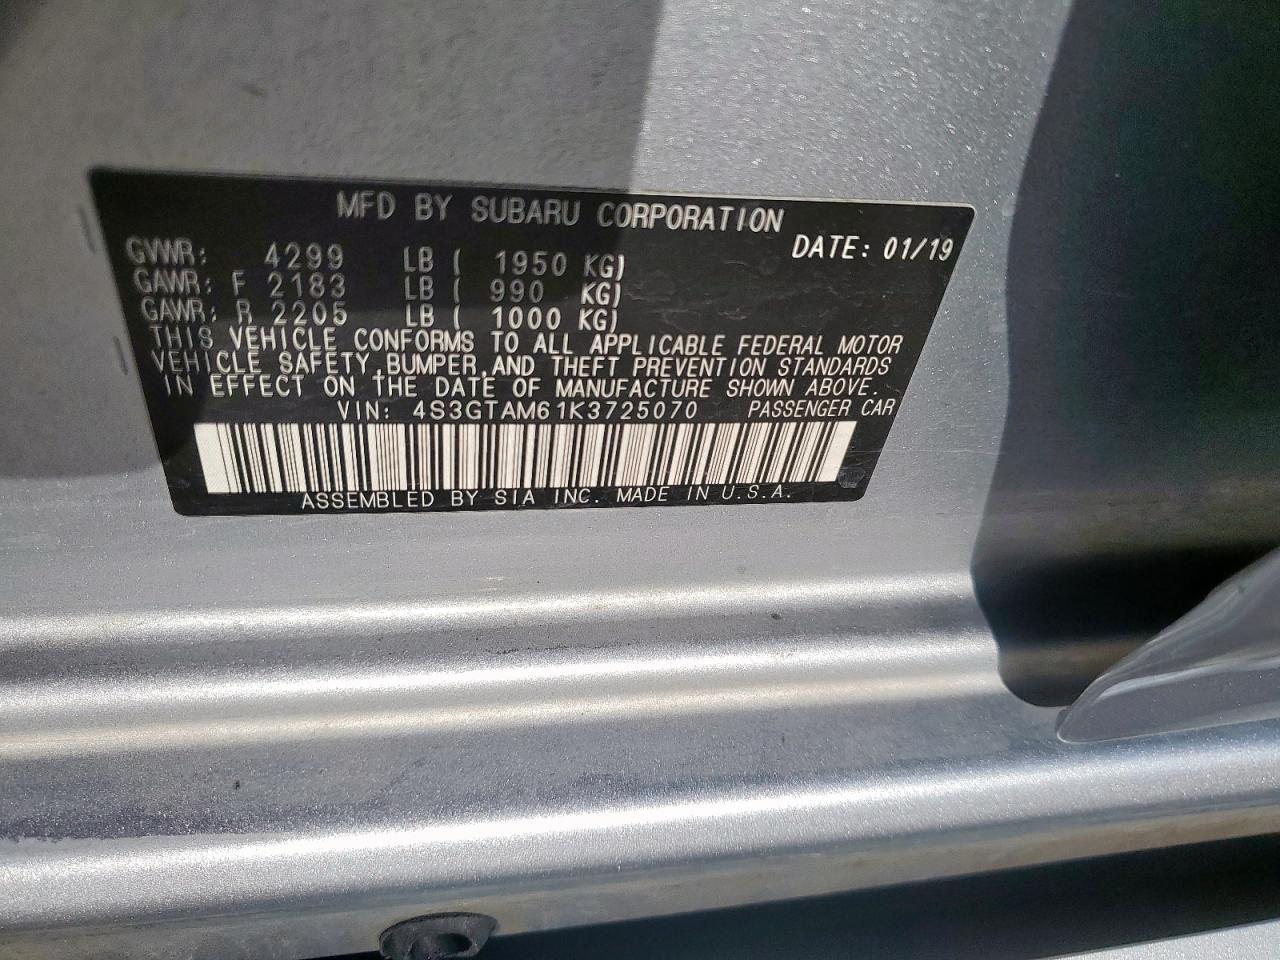 MFD BY SUBARU CORPORATION
DATE: 01/19
GVWR: 4299 LB ( 1950 KG)
GAWR: F 2183 LB ( 990 KG)
GAWR: R 2205 LB ( 1000 KG)
THIS VEHICLE CONFORMS TO ALL APPLICABLE FEDERAL MOTOR
VEHICLE SAFETY,BUMPER,AND THEFT PREVENTION STANDARDS
IN EFFECT ON THE DATE OF MANUFACTURE SHOWN ABOVE.
VIN: 4S3GTAM61K3725070 PASSENGER CAR
ASSEMBLED BY SIA INC. MADE IN U.S.A.